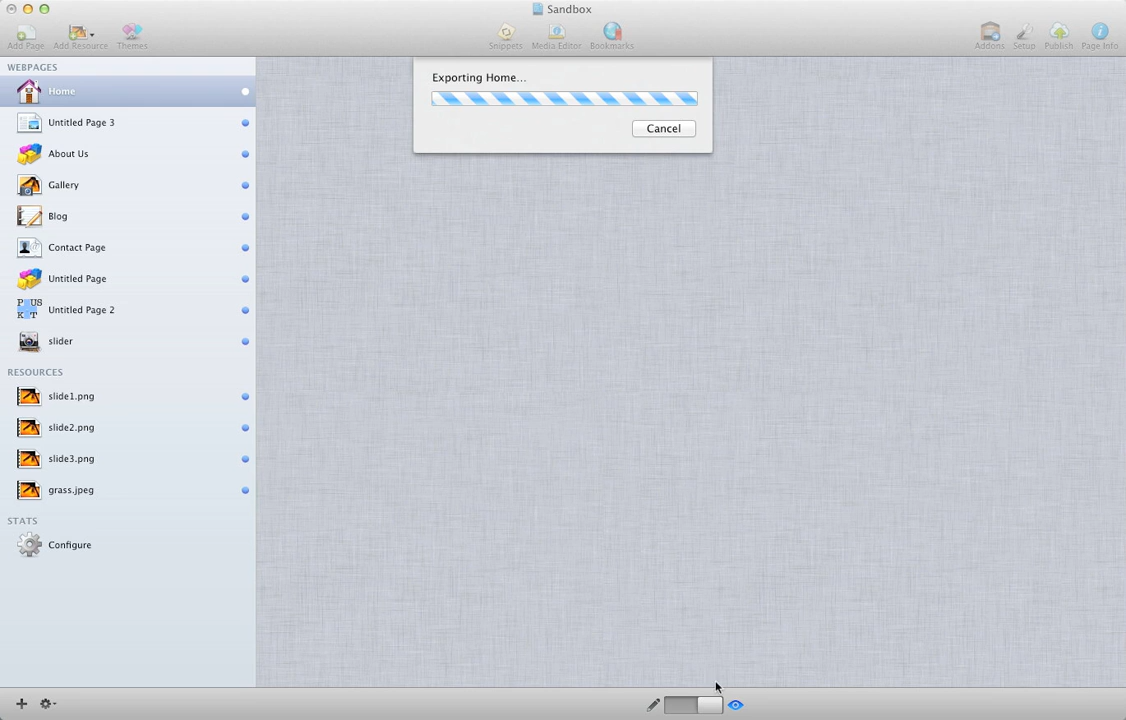 Sandbox
Add Page
Add Resource
Themes
Snippets
Media Editor
Bookmarks
Addons
Setup
Publish
Page Info
WEBPAGES
Home
Untitled Page 3
About Us
Gallery
Blog
Contact Page
Untitled Page
Untitled Page 2
slider
RESOURCES
slide1.png
slide2.png
slide3.png
grass.jpeg
STATS
Configure
Exporting Home...
Cancel